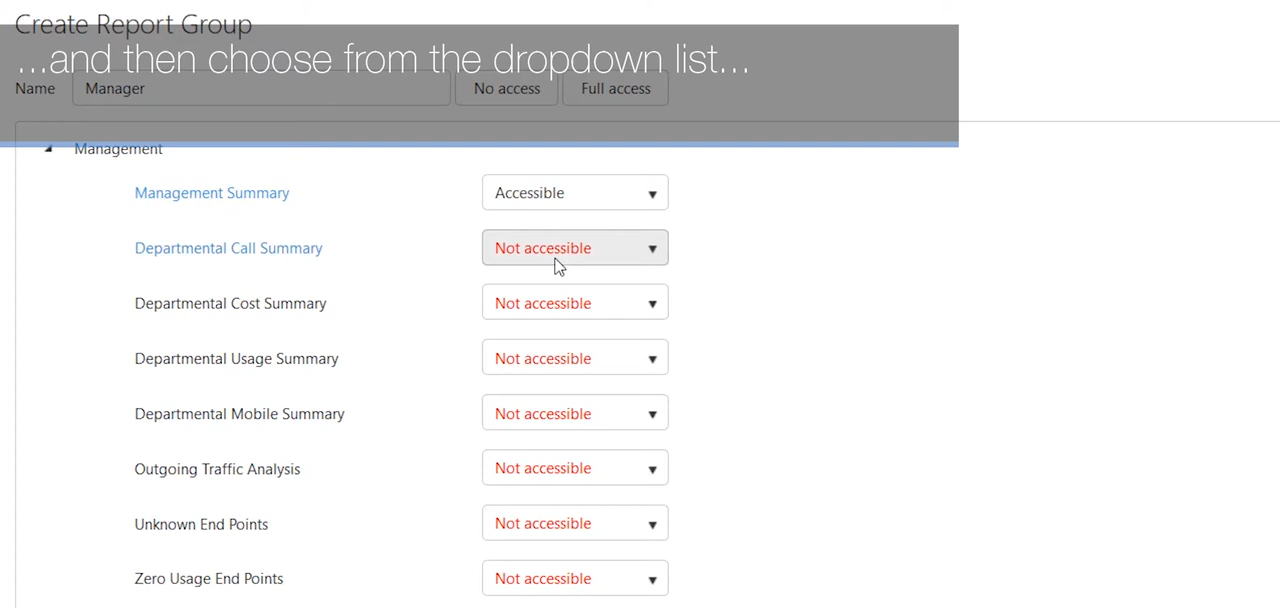 Create Report Group
...and then choose from the dropdown list...
Name Manager No access Full access
Management
Management Summary Accessible
Departmental Call Summary Not accessible
Departmental Cost Summary Not accessible
Departmental Usage Summary Not accessible
Departmental Mobile Summary Not accessible
Outgoing Traffic Analysis Not accessible
Unknown End Points Not accessible
Zero Usage End Points Not accessible